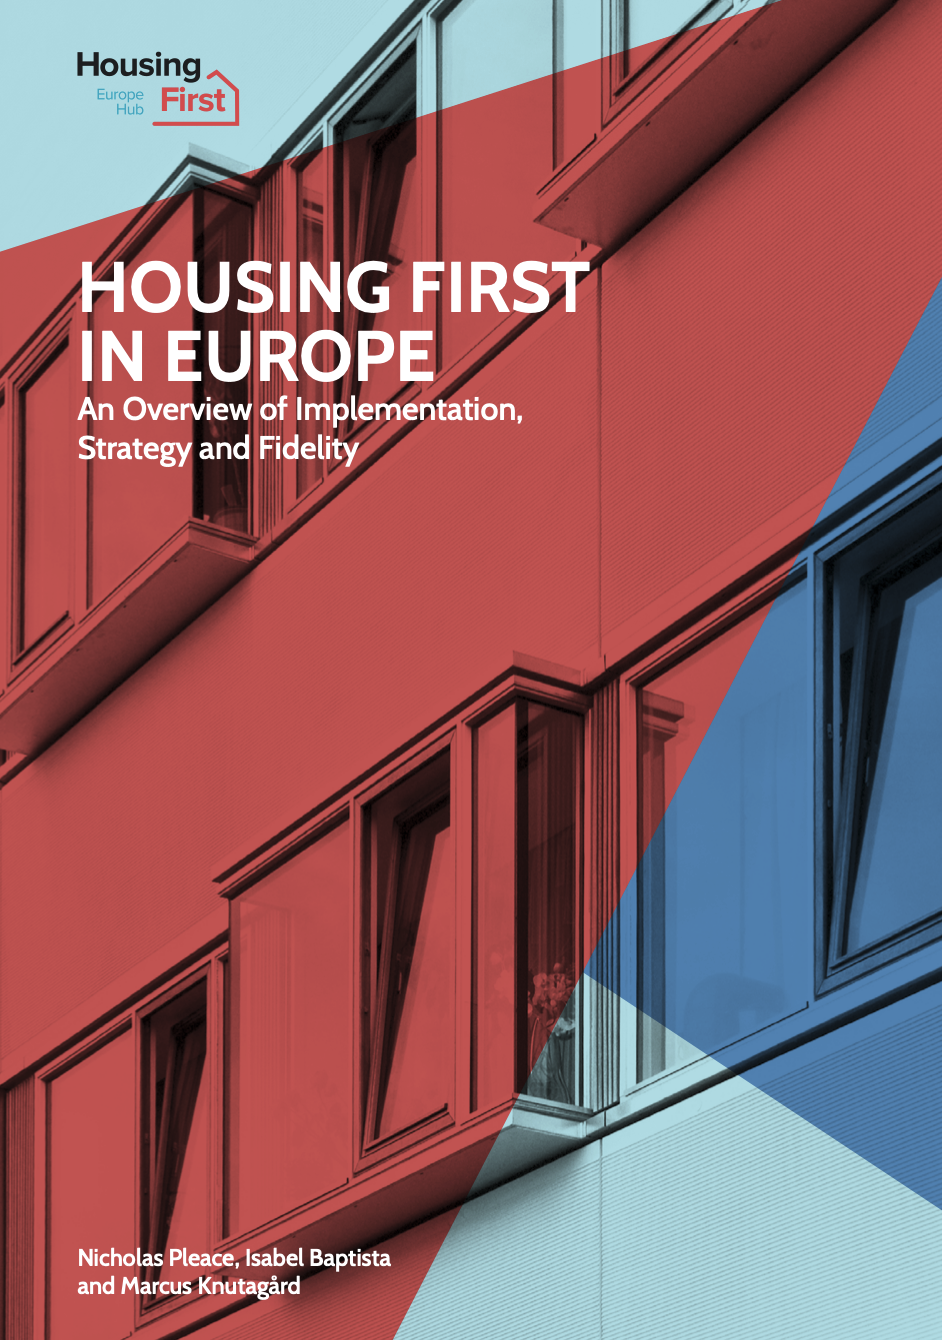 Housing
Europe
Hub
First
HOUSING FIRST
IN EUROPE
An Overview of Implementation,
Strategy and Fidelity
Nicholas Pleace, Isabel Baptista
and Marcus Knutagård